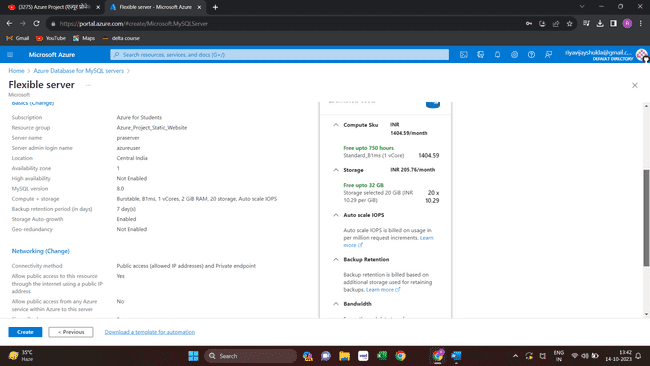 Flexible server - Microsoft Azure
https://portal.azure.com/#create/Microsoft.MySQLServer
Gmail
YouTube
Maps
delta course
Microsoft Azure
Search resources, services, and docs (G+/)
DEFAULT DIRECTORY
Home > Azure Database for MySQL servers >
Flexible server ...
Microsoft
Basics (Change)
Subscription Azure for Students
Resource group Azure_Project_Static_Website
Server name praserver
Server admin login name azureuser
Location Central India
Availability zone 1
High availability Not Enabled
MySQL version 8.0
Compute + storage Burstable, B1ms, 1 vCores, 2 GiB RAM, 20 storage, Auto scale IOPS
Backup retention period (in days) 7 day(s)
Storage Auto-growth Enabled
Geo-redundancy Not Enabled
Networking (Change)
Connectivity method Public access (allowed IP addresses) and Private endpoint
Allow public access to this resource Yes
through the internet using a public IP
address
Allow public access from any Azure No
service within Azure to this server
Compute Sku INR
1404.59/month
Free upto 750 hours
Standard_B1ms (1 vCore) 1404.59
Storage INR 205.76/month
Free upto 32 GB
Storage selected 20 GiB (INR 20 x
10.29 per GiB) 10.29
Auto scale IOPS
Auto scale IOPS is billed on usage in
per million request increments. Learn
more
Backup Retention
Backup retention is billed based on
additional storage used for retaining
backups. Learn more
Bandwidth
Create
< Previous
Download a template for automation
35°C
Haze
Search
ENG
IN
13:42
14-10-2023